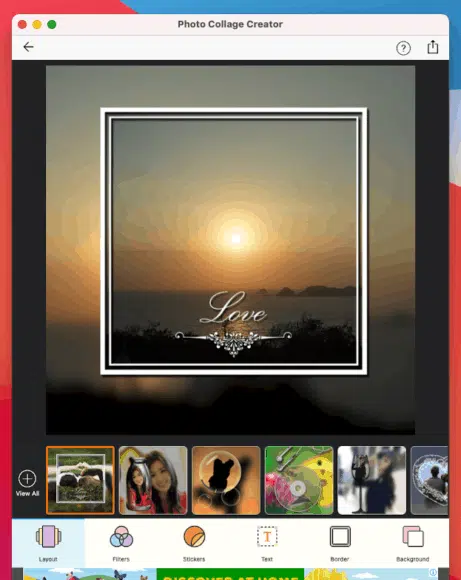 Photo Collage Creator
?
Love
View All
Layout
Filters
Stickers
T
Text
Border
Background
DISCOVER AT HOME